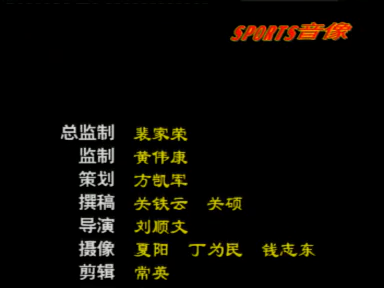 SPORTS音像
总监制 裴家荣
监制 黄伟康
策划 方凯军
撰稿 关铁云 关硕
导演 刘顺文
摄像 夏阳 丁为民 钱志东
剪辑 常英